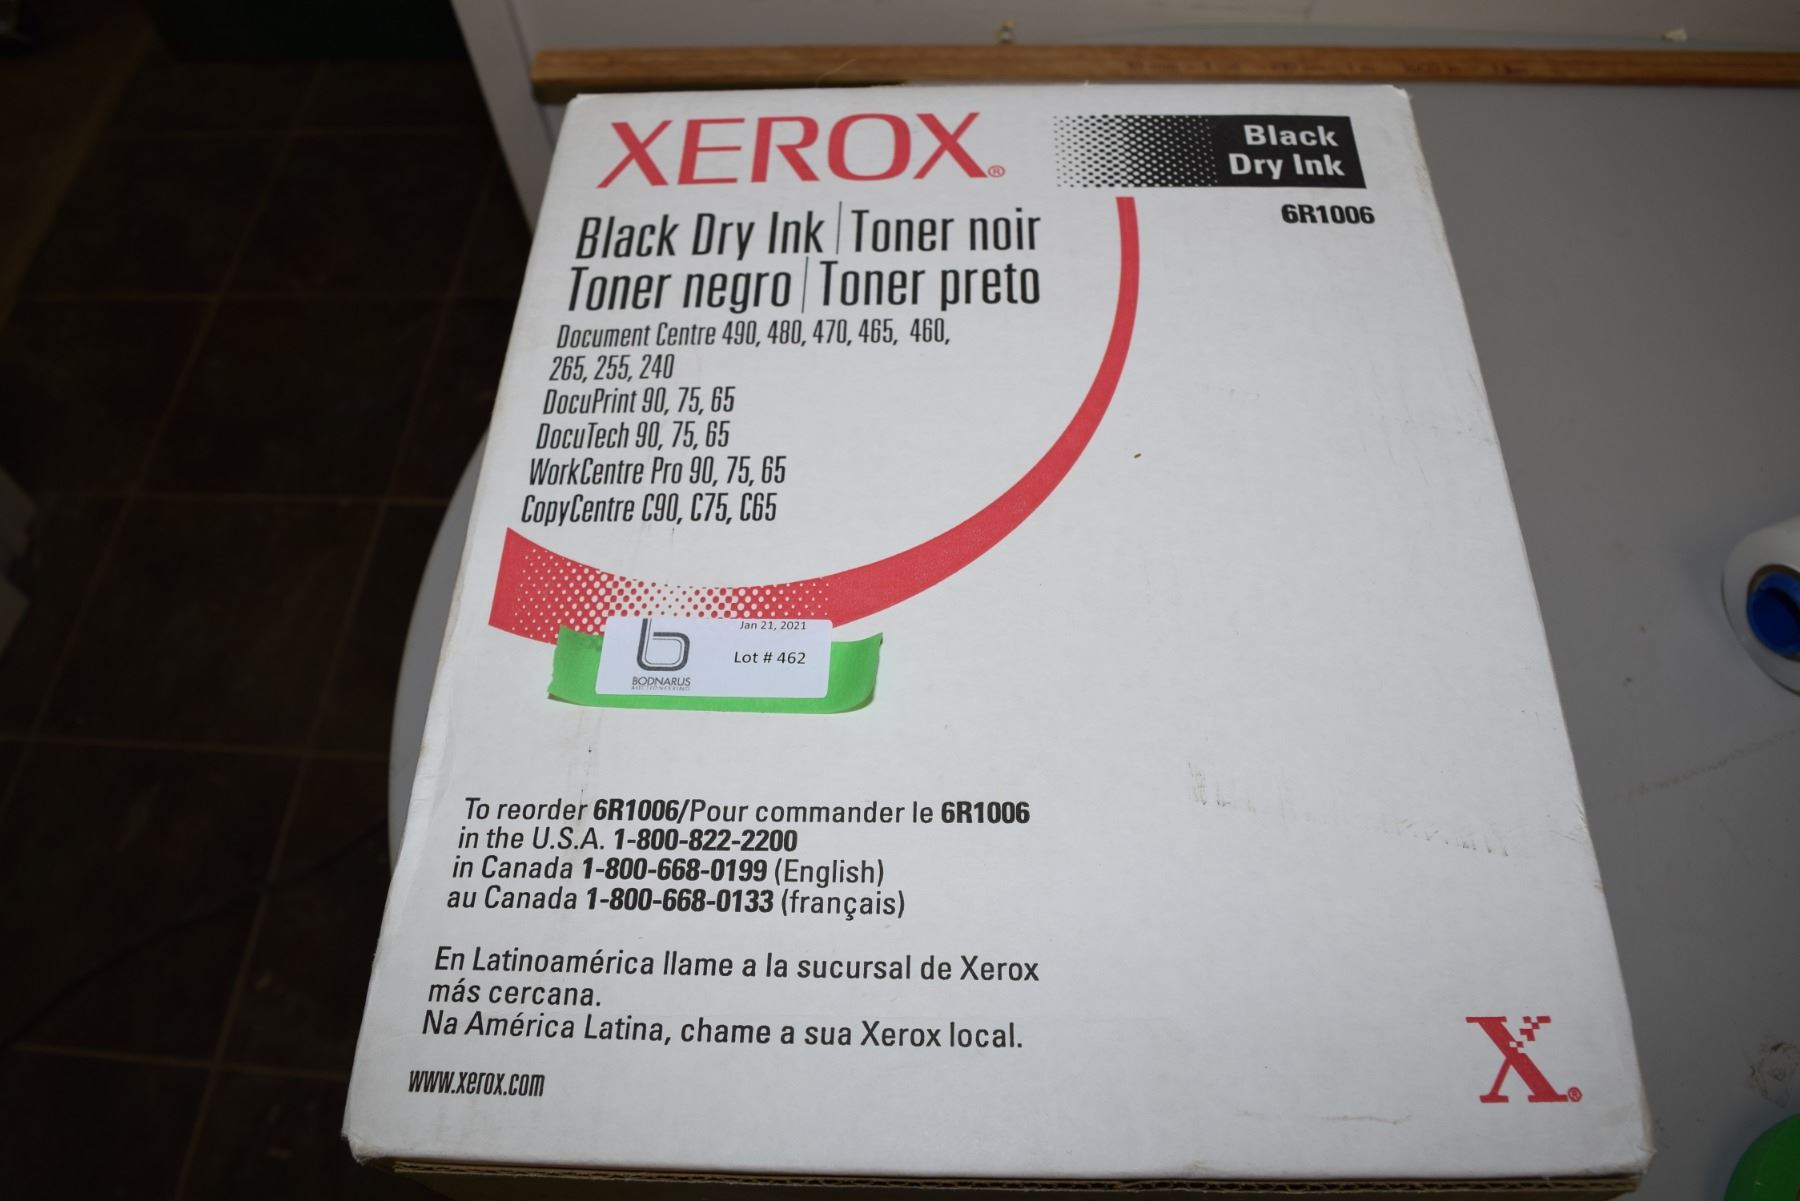 XEROX®
Black
Dry Ink
6R1006
Black Dry Ink | Toner noir
Toner negro | Toner preto
Document Centre 490, 480, 470, 465, 460,
265, 255, 240
DocuPrint 90, 75, 65
DocuTech 90, 75, 65
WorkCentre Pro 90, 75, 65
CopyCentre C90, C75, C65
Jan 21, 2021
Lot # 462
BODNARUS
AUCTIONEERING
To reorder 6R1006/Pour commander le 6R1006
in the U.S.A. 1-800-822-2200
in Canada 1-800-668-0199 (English)
au Canada 1-800-668-0133 (français)
En Latinoamérica llame a la sucursal de Xerox
más cercana.
Na América Latina, chame a sua Xerox local.
www.xerox.com
X®